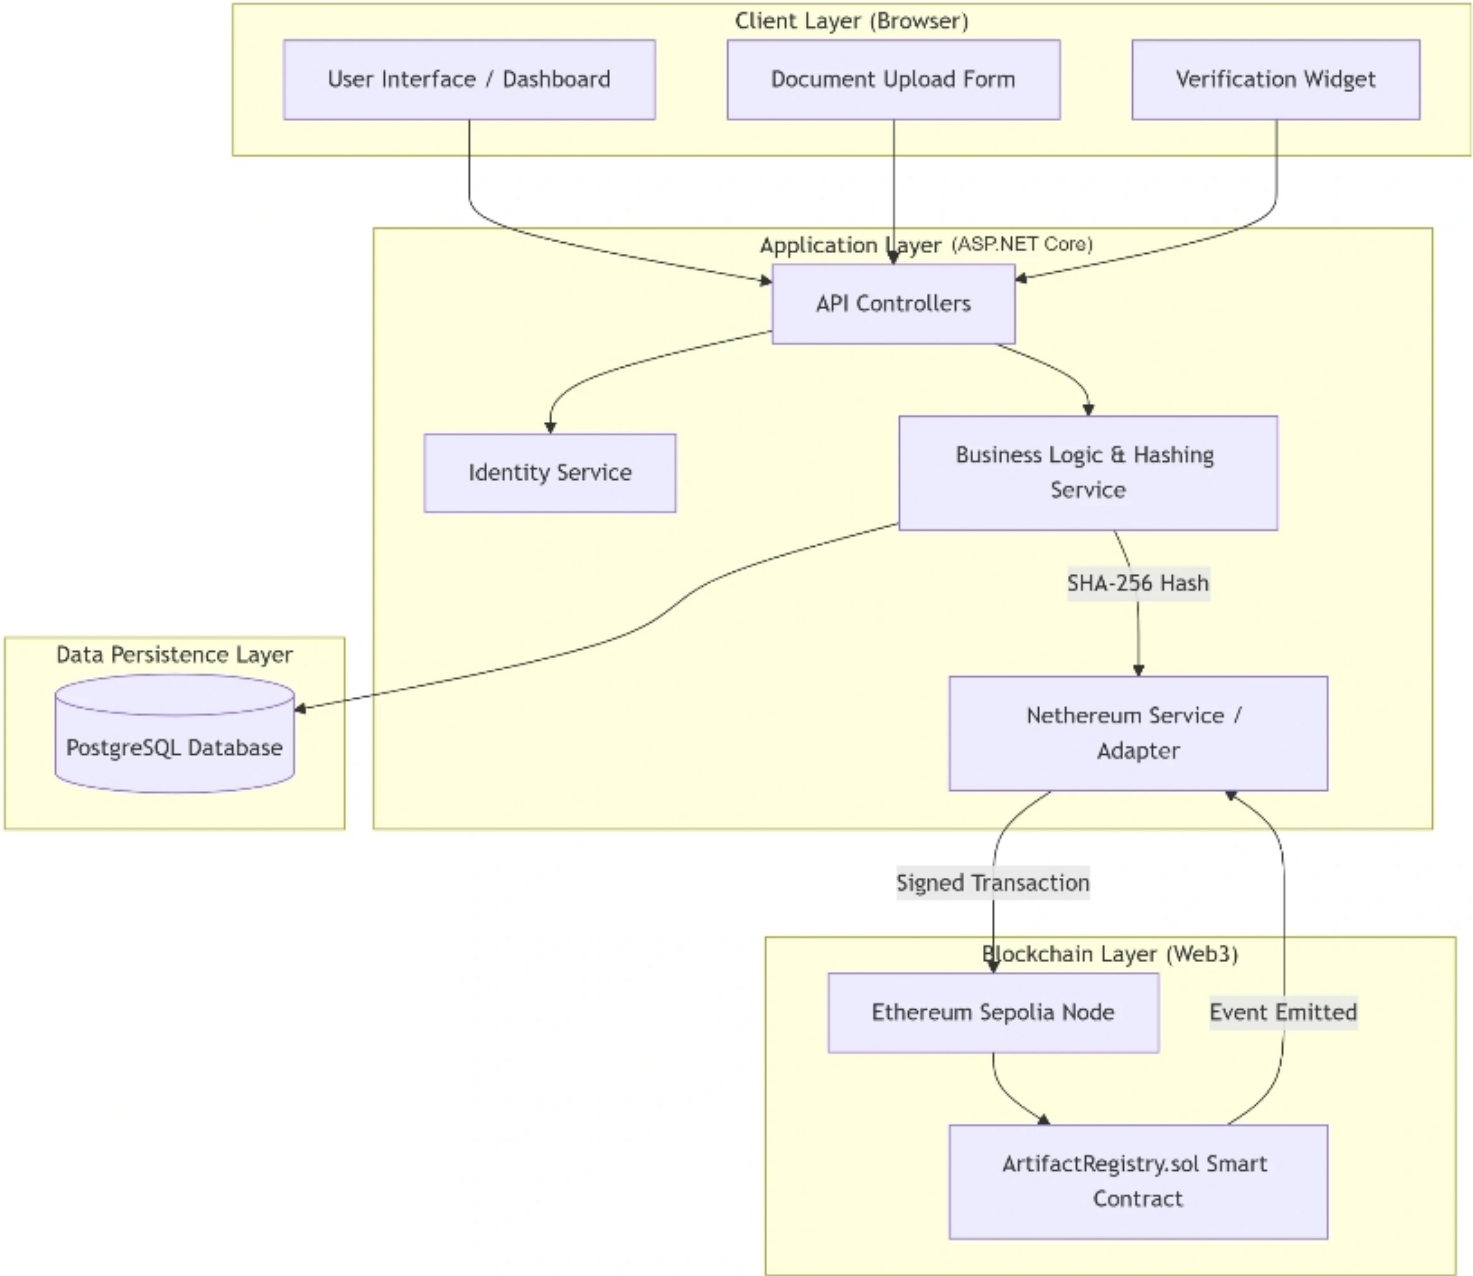 Client Layer (Browser)
User Interface / Dashboard
Document Upload Form
Verification Widget
Application Layer (ASP.NET Core)
API Controllers
Identity Service
Business Logic & Hashing
Service
SHA-256 Hash
Data Persistence Layer
PostgreSQL Database
Nethereum Service /
Adapter
Signed Transaction
Blockchain Layer (Web3)
Ethereum Sepolia Node
Event Emitted
ArtifactRegistry.sol Smart
Contract